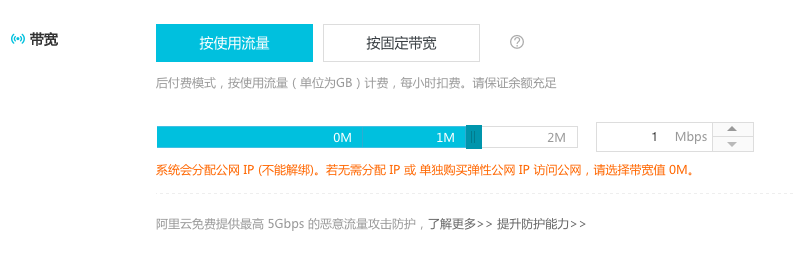 带宽 按使用流量 按固定带宽
后付费模式，按使用流量（单位为GB）计费，每小时扣费。请保证余额充足
0M 1M 2M 1 Mbps
系统会分配公网 IP (不能解绑)。若无需分配 IP 或 单独购买弹性公网 IP 访问公网，请选择带宽值 0M。
阿里云免费提供最高 5Gbps 的恶意流量攻击防护，了解更多>> 提升防护能力>>